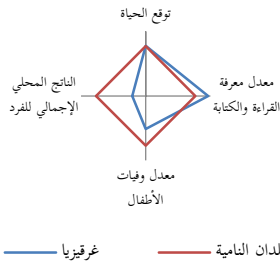 توقع الحياة
معدل معرفة
القراءة والكتابة
الناتج المحلي
الإجمالي للفرد
معدل وفيات
الأطفال
لدان النامية
غرقيزيا